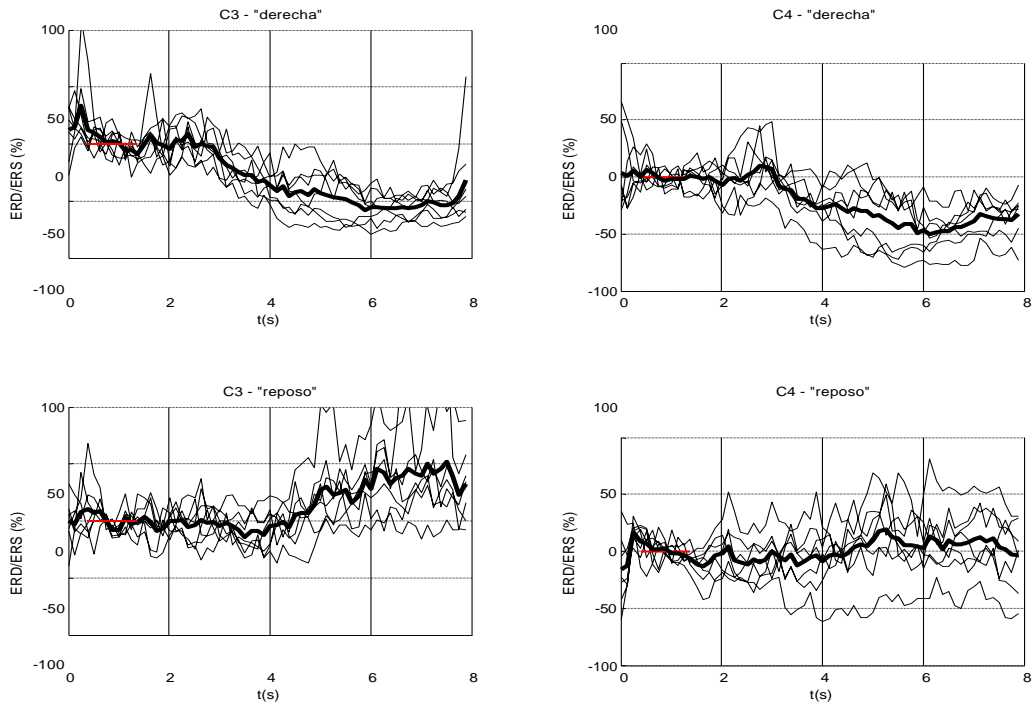 C3 - "derecha"
100
50
0
-50
-100
ERD/ERS (%)
0 2 4 6 8
t(s)
C4 - "derecha"
100
50
0
-50
-100
ERD/ERS (%)
0 2 4 6 8
t(s)
C3 - "reposo"
100
50
0
-50
-100
ERD/ERS (%)
0 2 4 6 8
t(s)
C4 - "reposo"
100
50
0
-50
-100
ERD/ERS (%)
0 2 4 6 8
t(s)